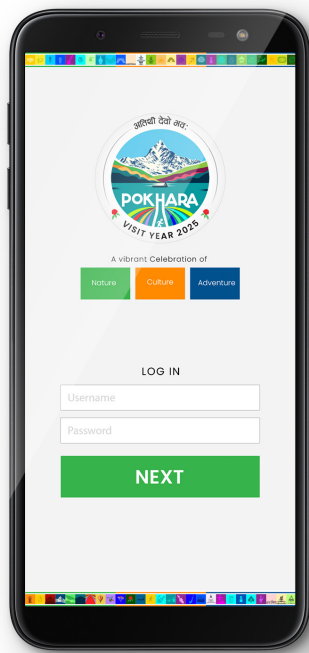 अतिथी देवो भवः
POKHARA
VISIT YEAR 2025
A vibrant Celebration of
Nature
Culture
Adventure
LOG IN
Username
Password
NEXT